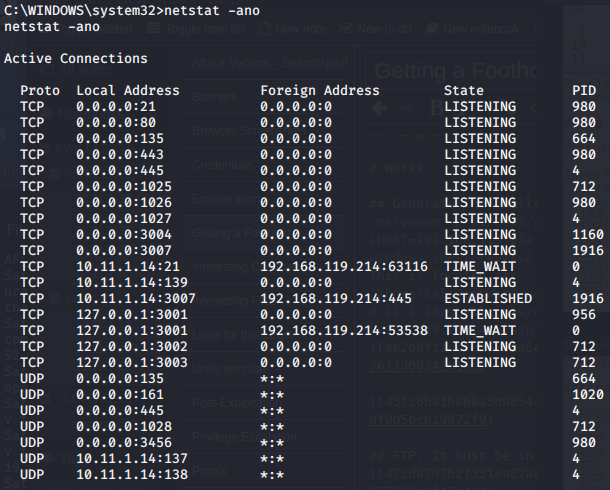 C:\WINDOWS\system32>netstat -ano
netstat -ano
Active Connections
Proto Local Address Foreign Address State PID
TCP 0.0.0.0:21 0.0.0.0:0 LISTENING 980
TCP 0.0.0.0:80 0.0.0.0:0 LISTENING 980
TCP 0.0.0.0:135 0.0.0.0:0 LISTENING 664
TCP 0.0.0.0:443 0.0.0.0:0 LISTENING 980
TCP 0.0.0.0:445 0.0.0.0:0 LISTENING 4
TCP 0.0.0.0:1025 0.0.0.0:0 LISTENING 712
TCP 0.0.0.0:1026 0.0.0.0:0 LISTENING 980
TCP 0.0.0.0:1027 0.0.0.0:0 LISTENING 4
TCP 0.0.0.0:3004 0.0.0.0:0 LISTENING 1160
TCP 0.0.0.0:3007 0.0.0.0:0 LISTENING 1916
TCP 10.11.1.14:21 192.168.119.214:63116 TIME_WAIT 0
TCP 10.11.1.14:139 0.0.0.0:0 LISTENING 4
TCP 10.11.1.14:3007 192.168.119.214:445 ESTABLISHED 1916
TCP 127.0.0.1:3001 0.0.0.0:0 LISTENING 956
TCP 127.0.0.1:3001 192.168.119.214:53538 TIME_WAIT 0
TCP 127.0.0.1:3002 0.0.0.0:0 LISTENING 712
TCP 127.0.0.1:3003 0.0.0.0:0 LISTENING 712
UDP 0.0.0.0:135 *:* 664
UDP 0.0.0.0:161 *:* 1020
UDP 0.0.0.0:445 *:* 4
UDP 0.0.0.0:1028 *:* 712
UDP 0.0.0.0:3456 *:* 980
UDP 10.11.1.14:137 *:* 4
UDP 10.11.1.14:138 *:* 4